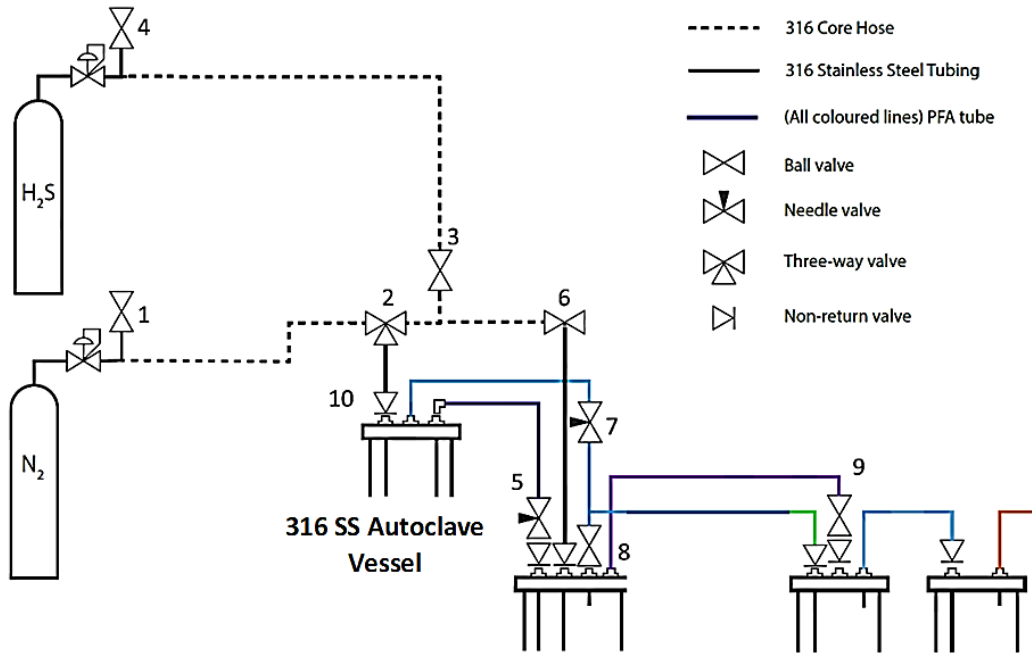 4
316 Core Hose
316 Stainless Steel Tubing
(All coloured lines) PFA tube
H₂S
Ball valve
Needle valve
3
Three-way valve
1
2
6
Non-return valve
10
7
N₂
5
9
316 SS Autoclave
Vessel
8